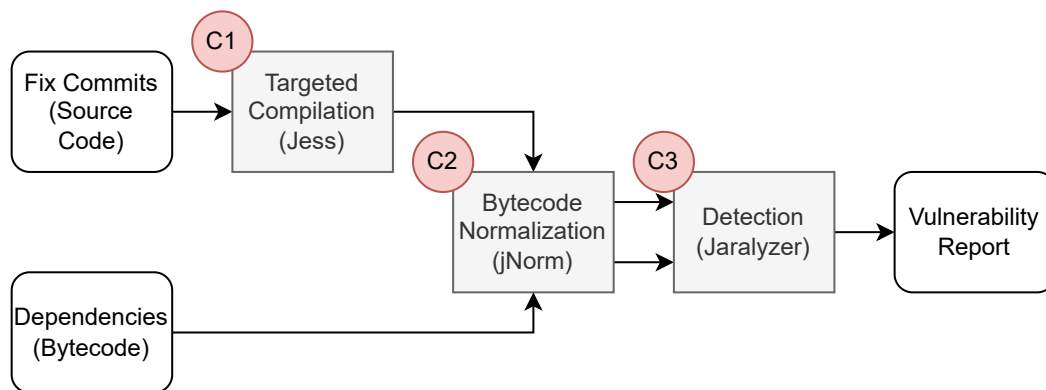 C1
Fix Commits
(Source
Code)
Targeted
Compilation
(Jess)
C2
Bytecode
Normalization
(jNorm)
C3
Detection
(Jaralyzer)
Vulnerability
Report
Dependencies
(Bytecode)